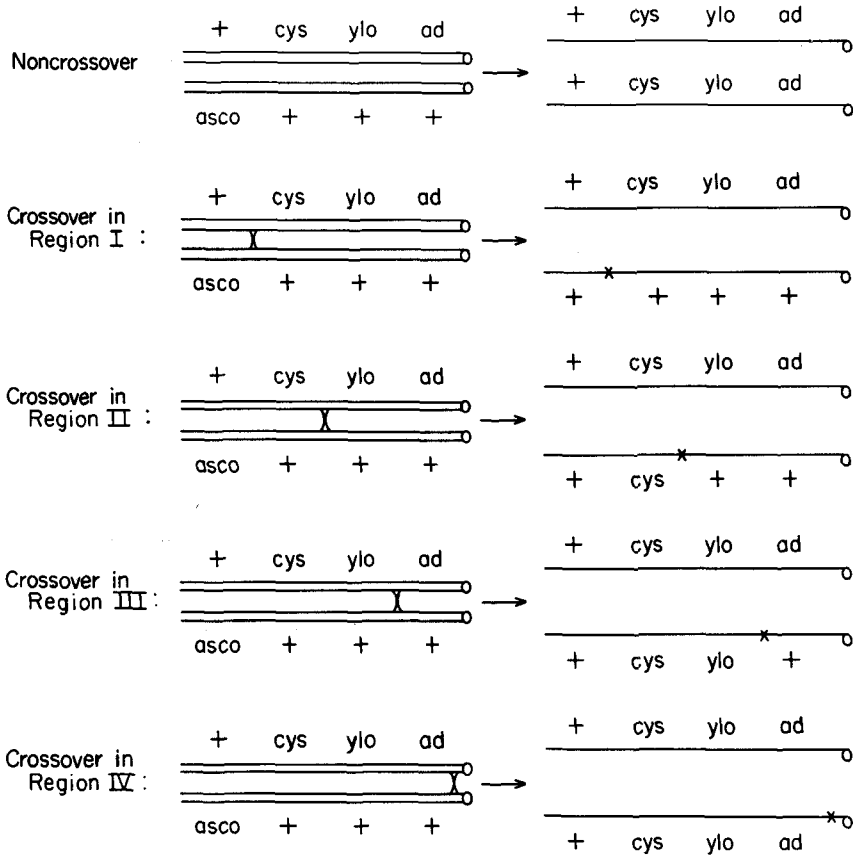 + cys ylo ad
+ cys ylo ad
Noncrossover
+ cys ylo ad
asco + + +
+ cys ylo ad
+ cys ylo ad
Crossover in
Region I :
asco + + +
+ + + +
+ cys ylo ad
+ cys ylo ad
Crossover in
Region II :
asco + + +
+ cys + +
+ cys ylo ad
+ cys ylo ad
Crossover in
Region III :
asco + + +
+ cys ylo +
+ cys ylo ad
+ cys ylo ad
Crossover in
Region IV :
asco + + +
+ cys ylo ad